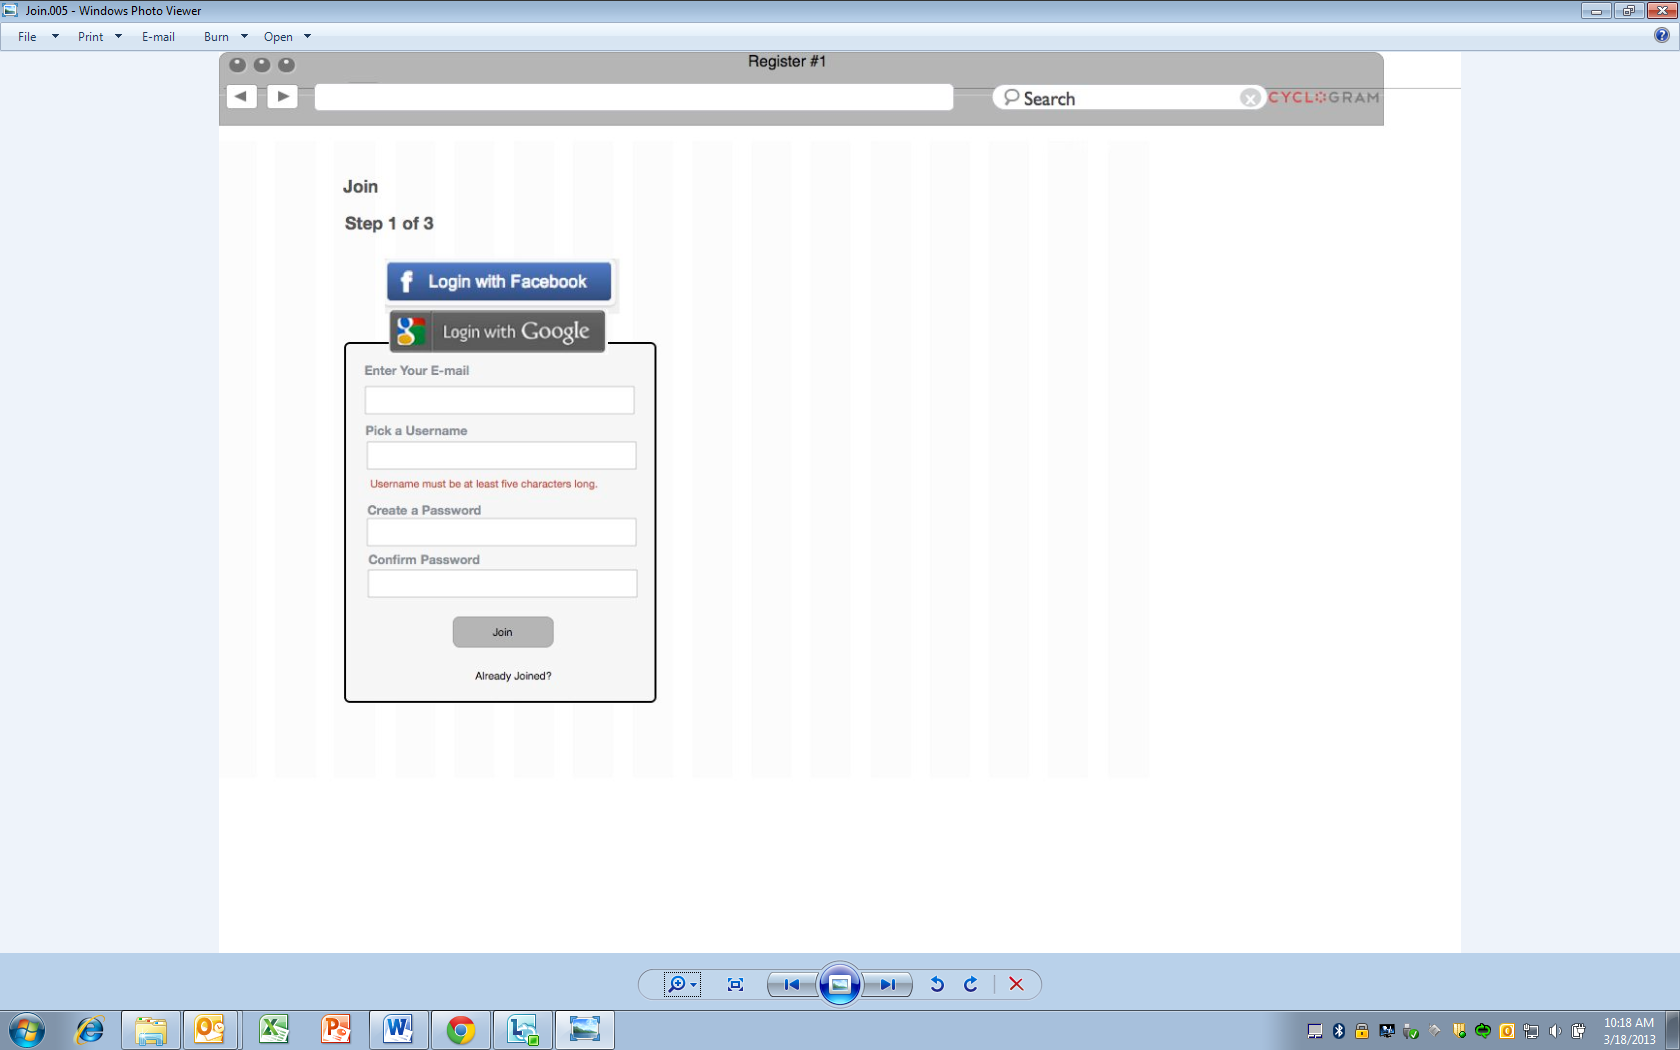 Join.005 - Windows Photo Viewer
File Print E-mail Burn Open
Register #1
Search
CYCLOGRAM
Join
Step 1 of 3
f Login with Facebook
g Login with Google
Enter Your E-mail
Pick a Username
Username must be at least five characters long.
Create a Password
Confirm Password
Join
Already Joined?
10:18 AM
3/18/2013